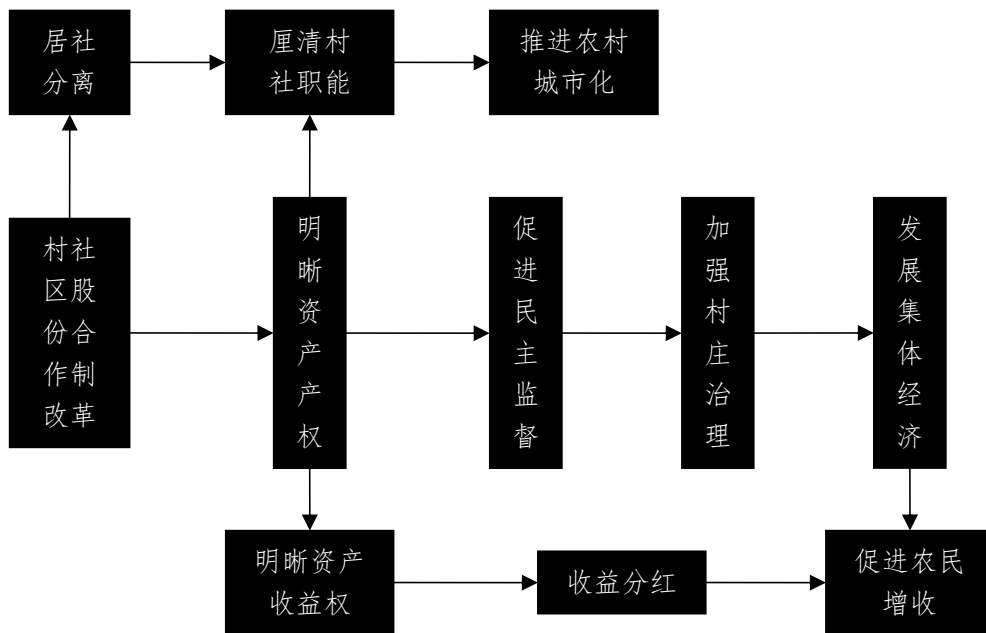 居社
分离
厘清村
社职能
推进农村
城市化
村社
区股
份合
作制
改革
明晰资产产权
促进民主监督
加强村庄治理
发展集体经济
明晰资产
收益权
收益分红
促进农民
增收